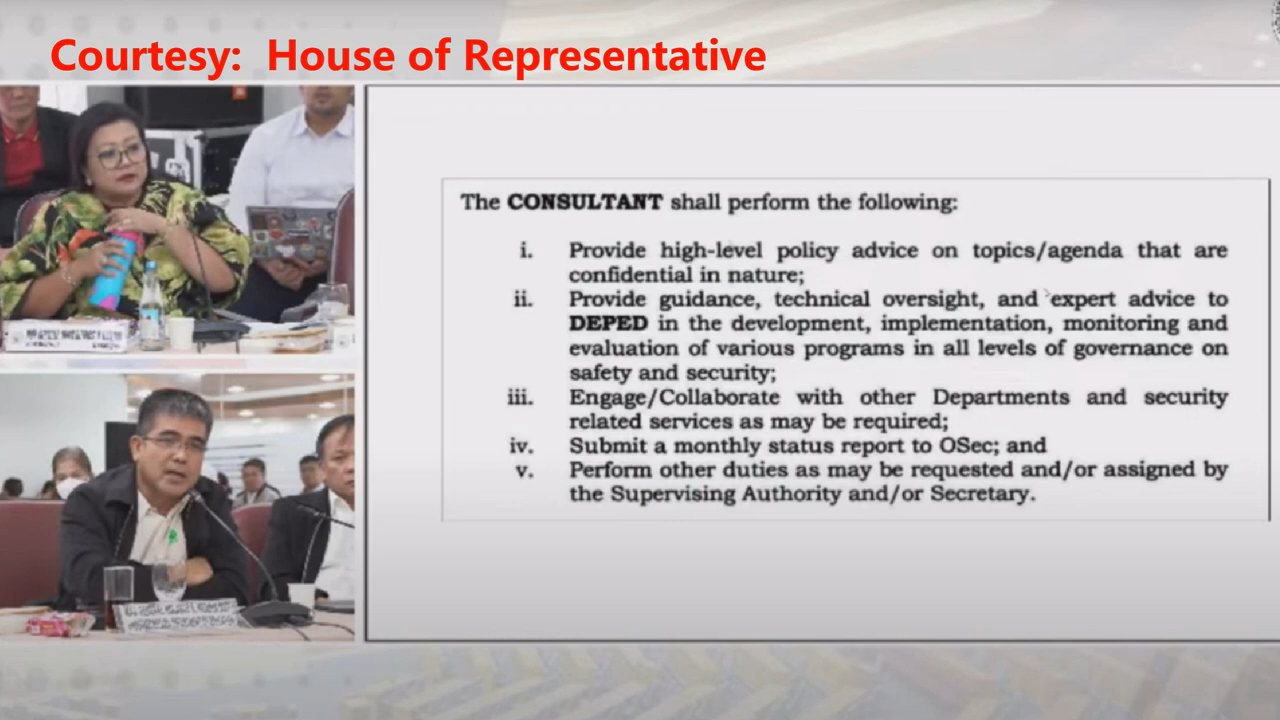 Courtesy: House of Representative
The CONSULTANT shall perform the following:
i. Provide high-level policy advice on topics/agenda that are
confidential in nature;
ii. Provide guidance, technical oversight, and expert advice to
DEPED in the development, implementation, monitoring and
evaluation of various programs in all levels of governance on
safety and security;
iii. Engage/Collaborate with other Departments and security
related services as may be required;
iv. Submit a monthly status report to OSec; and
v. Perform other duties as may be requested and/or assigned by
the Supervising Authority and/or Secretary.